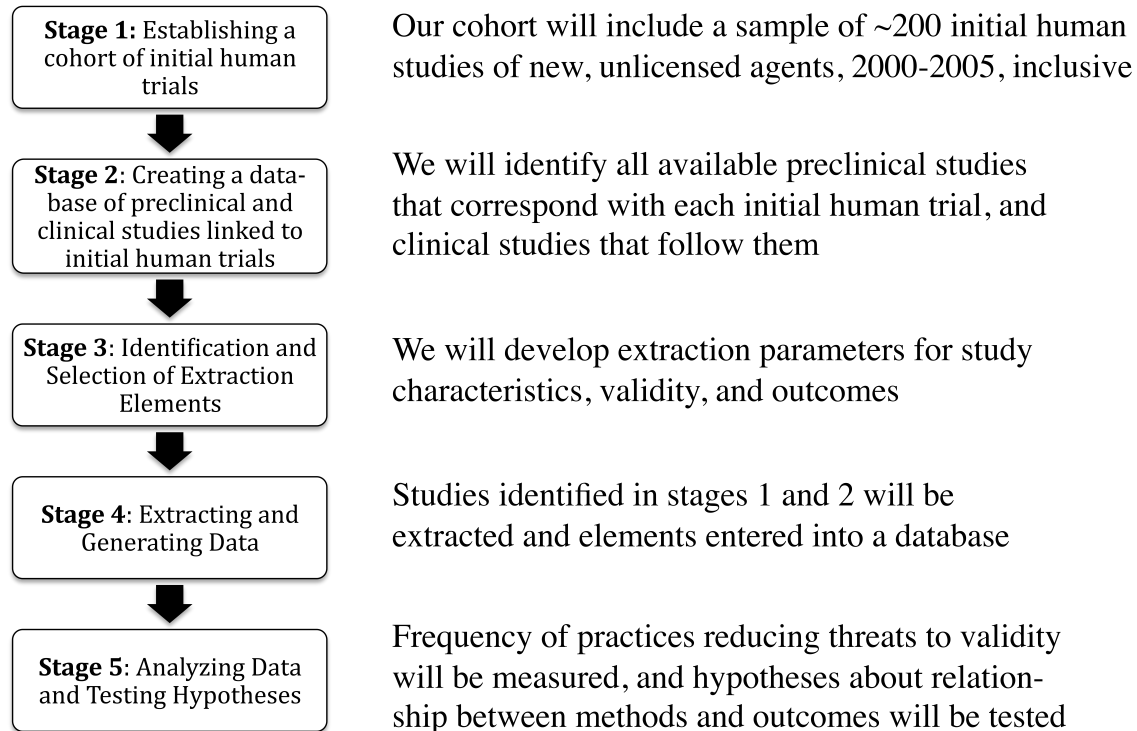 Stage 1: Establishing a
cohort of initial human
trials
Our cohort will include a sample of ~200 initial human
studies of new, unlicensed agents, 2000-2005, inclusive
Stage 2: Creating a data-
base of preclinical and
clinical studies linked to
initial human trials
We will identify all available preclinical studies
that correspond with each initial human trial, and
clinical studies that follow them
Stage 3: Identification and
Selection of Extraction
Elements
We will develop extraction parameters for study
characteristics, validity, and outcomes
Stage 4: Extracting and
Generating Data
Studies identified in stages 1 and 2 will be
extracted and elements entered into a database
Stage 5: Analyzing Data
and Testing Hypotheses
Frequency of practices reducing threats to validity
will be measured, and hypotheses about relation-
ship between methods and outcomes will be tested